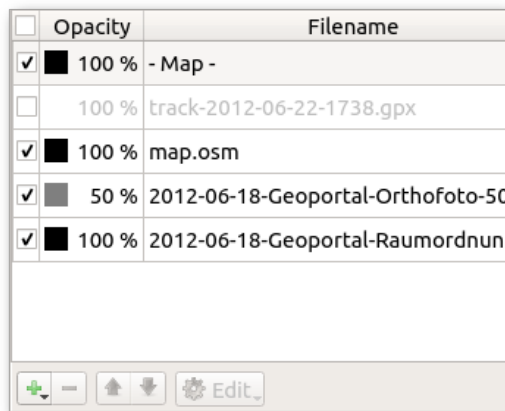 Opacity Filename
100 % - Map -
100 % track-2012-06-22-1738.gpx
100 % map.osm
50 % 2012-06-18-Geoportal-Orthofoto-50
100 % 2012-06-18-Geoportal-Raumordnun
Edit